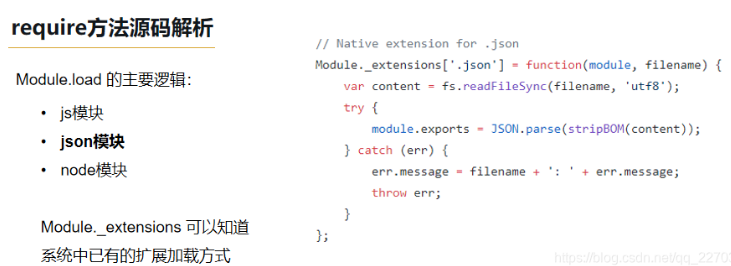 require方法源码解析
Module.load 的主要逻辑:
• js模块
• json模块
• node模块
Module._extensions 可以知道
系统中已有的扩展加载方式
// Native extension for .json
Module._extensions['.json'] = function(module, filename) {
    var content = fs.readFileSync(filename, 'utf8');
    try {
        module.exports = JSON.parse(stripBOM(content));
    } catch (err) {
        err.message = filename + ': ' + err.message;
        throw err;
    }
};
https://blog.csdn.net/qq_2270